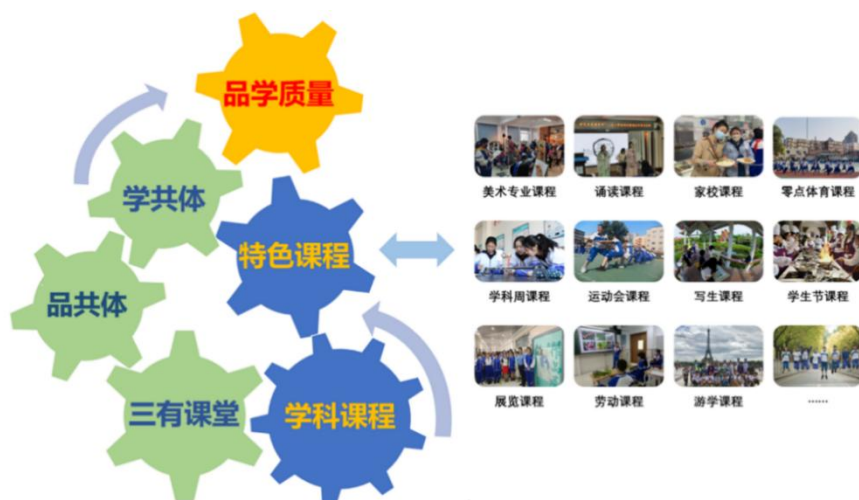 品学质量
学共体
特色课程
品共体
三有课堂
学科课程
美术专业课程
诵读课程
家校课程
零点体育课程
学科周课程
运动会课程
写生课程
学生节课程
展览课程
劳动课程
游学课程
……